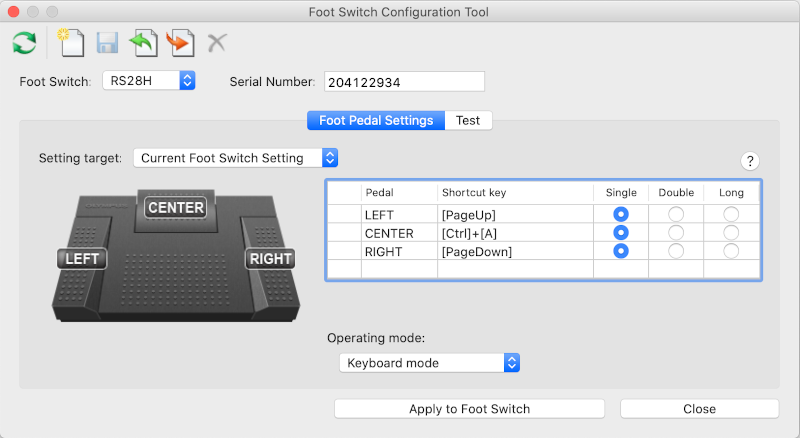 Foot Switch Configuration Tool
Foot Switch: RS28H Serial Number: 204122934
Foot Pedal Settings Test
Setting target: Current Foot Switch Setting ?
CENTER
LEFT RIGHT
Pedal Shortcut key Single Double Long
LEFT [PageUp]
CENTER [Ctrl]+[A]
RIGHT [PageDown]
Operating mode:
Keyboard mode
Apply to Foot Switch Close